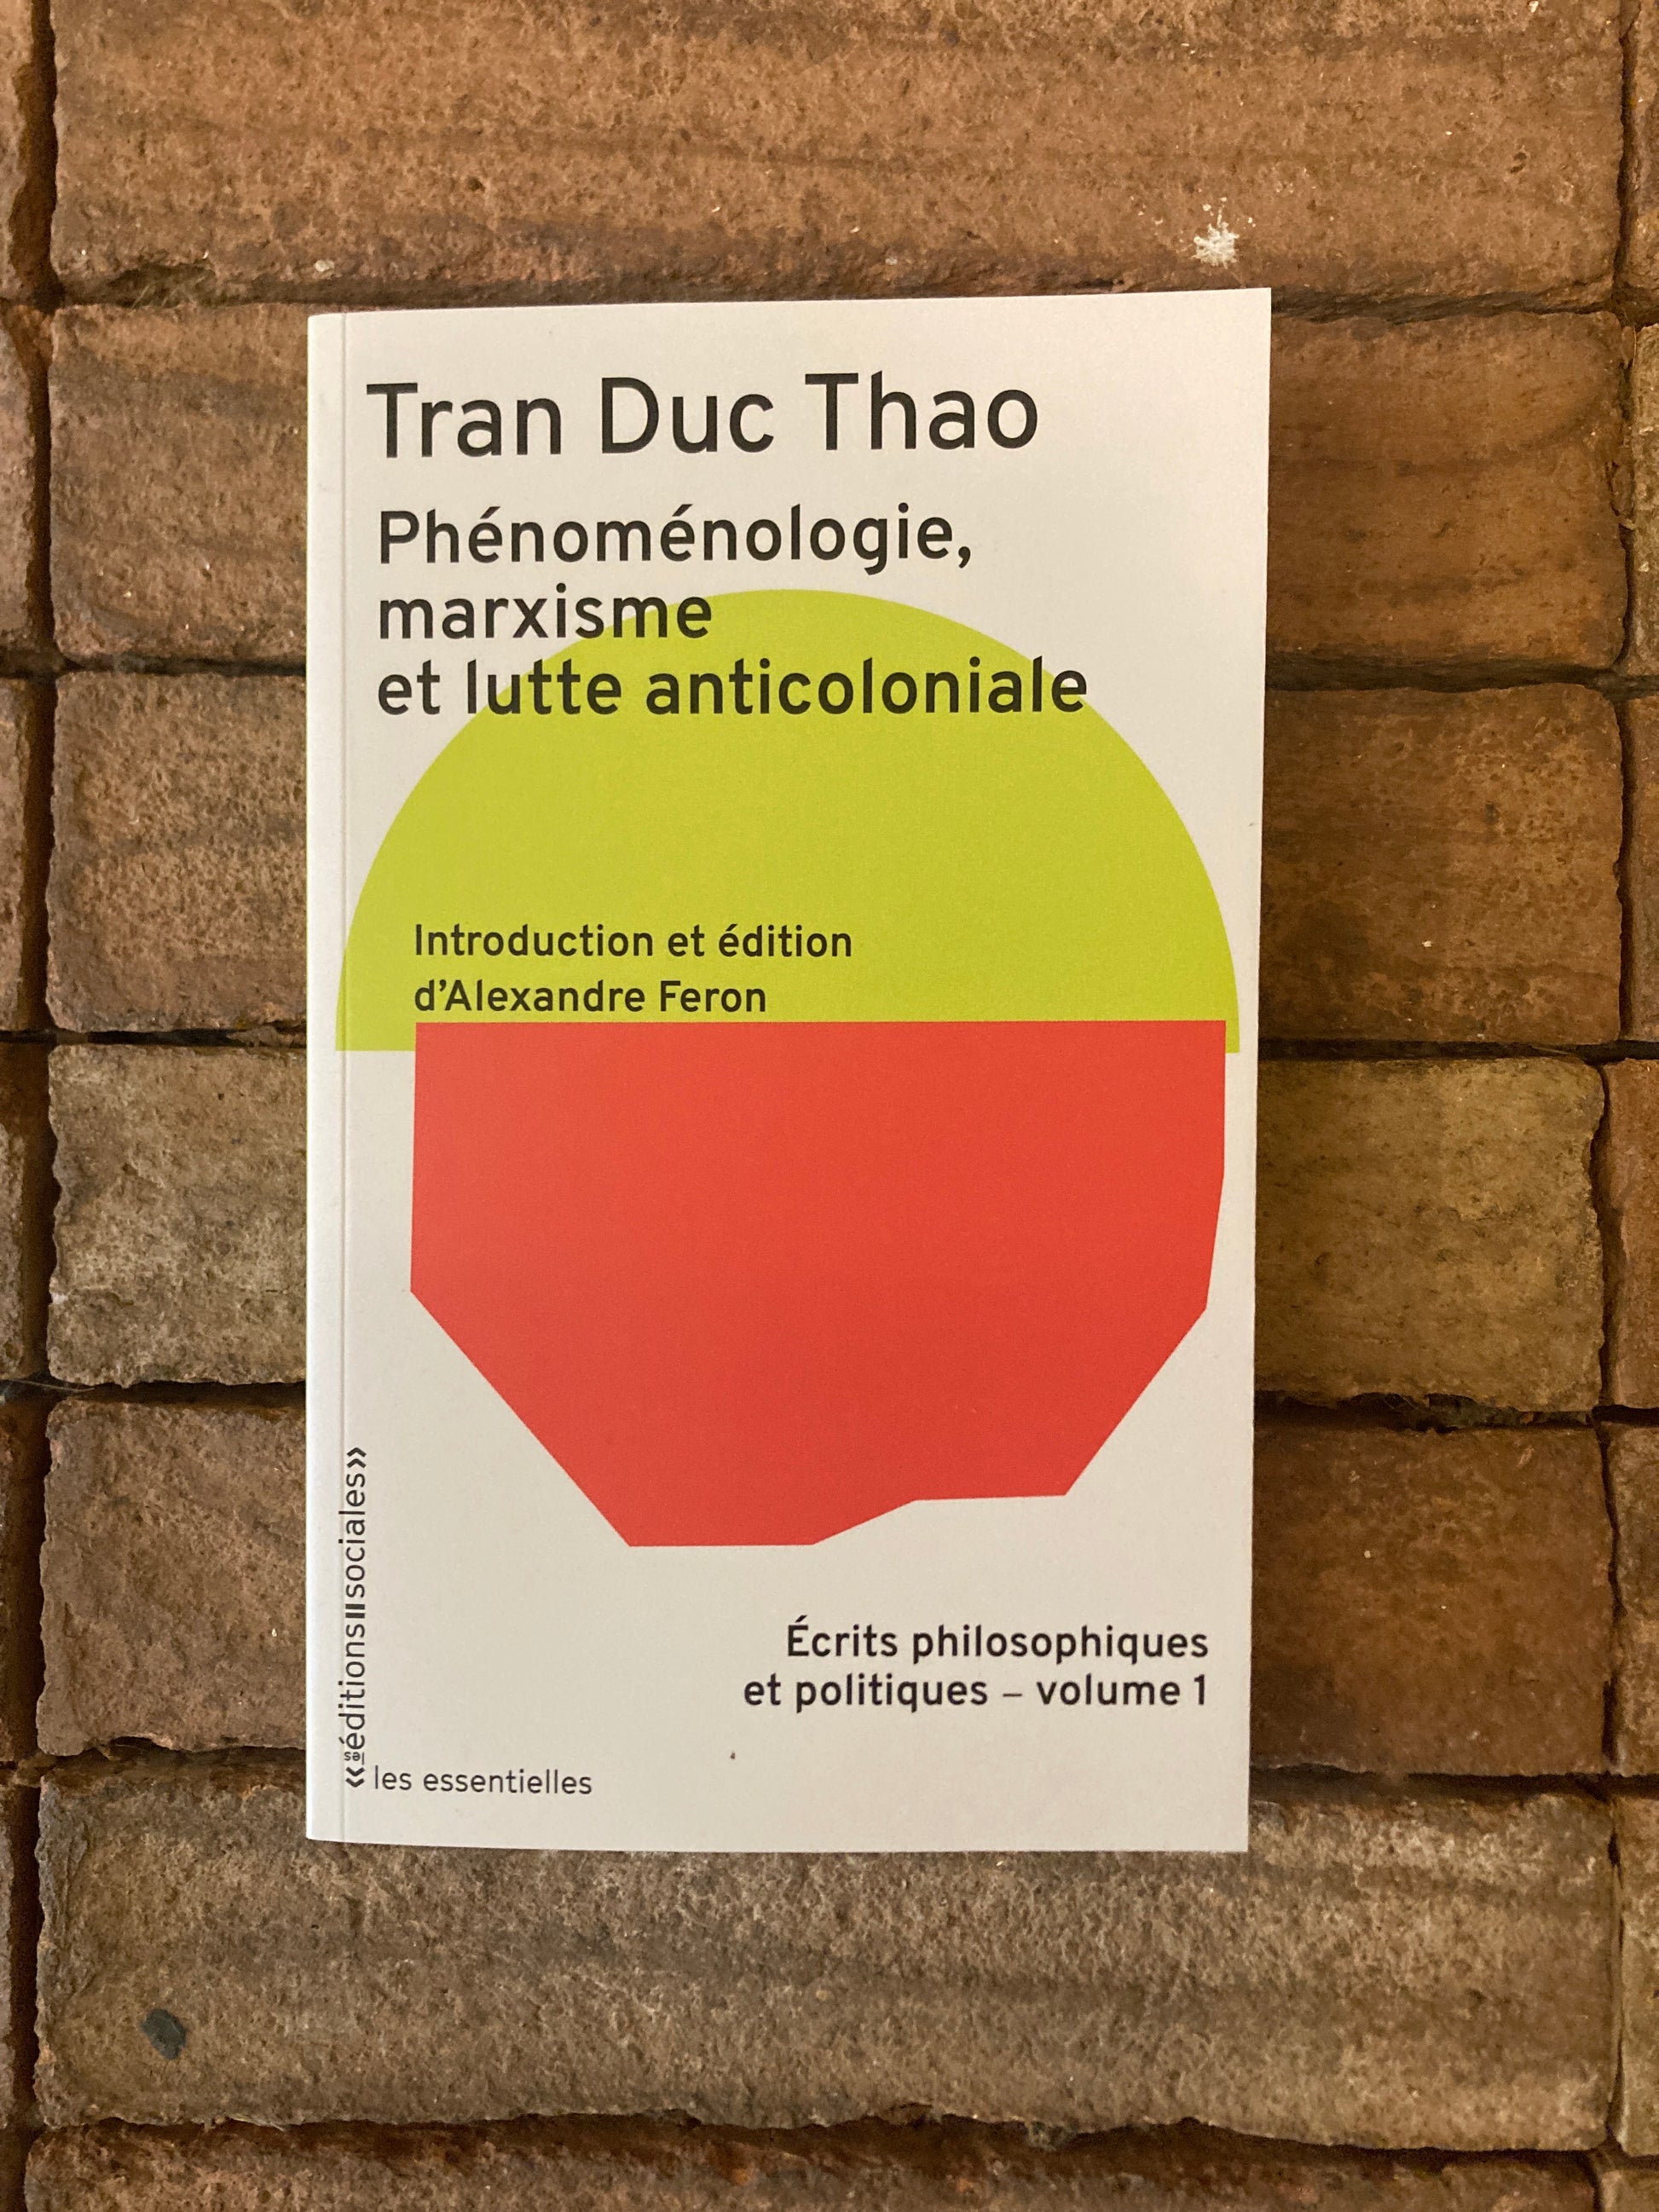 Tran Duc Thao
Phénoménologie,
marxisme
et lutte anticoloniale
Introduction et édition
d’Alexandre Feron
Écrits philosophiques
et politiques – volume 1
«les éditions sociales»
les essentielles